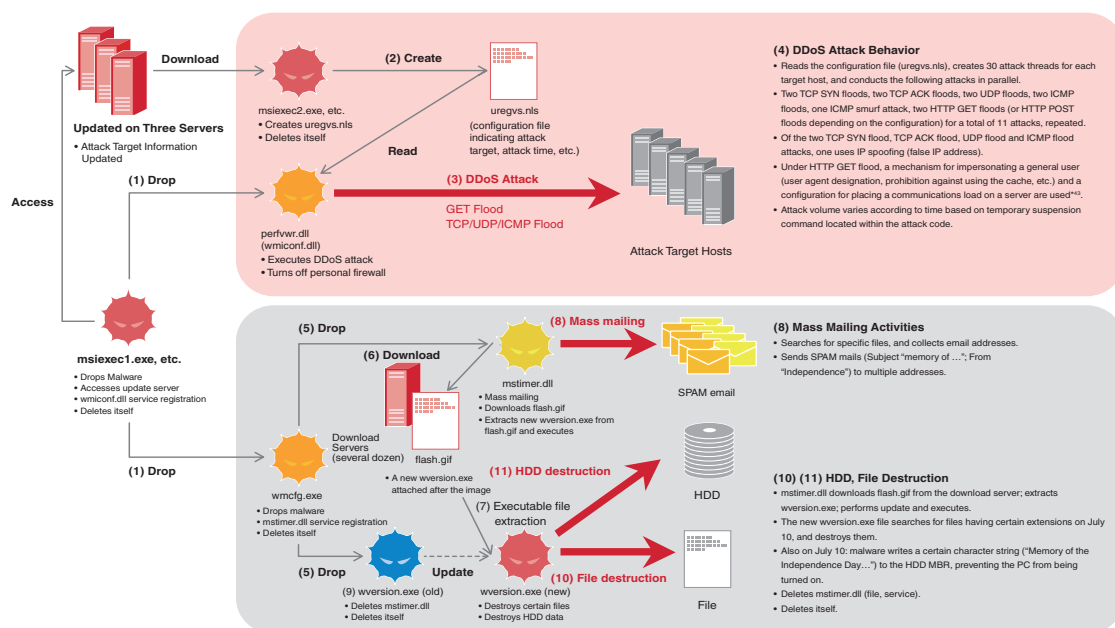 Download
Updated on Three Servers
• Attack Target Information
Updated
Access
(1) Drop
msiexec1.exe, etc.
• Drops Malware
• Accesses update server
• wmiconf.dll service registration
• Deletes itself
(1) Drop
msiexec2.exe, etc.
• Creates uregvs.nls
• Deletes itself
(2) Create
uregvs.nls
(configuration file
indicating attack
target, attack time, etc.)
Read
(3) DDoS Attack
GET Flood
TCP/UDP/ICMP Flood
perfvwr.dll
(wmiconf.dll)
• Executes DDoS attack
• Turns off personal firewall
Attack Target Hosts
(4) DDoS Attack Behavior
• Reads the configuration file (uregvs.nls), creates 30 attack threads for each
target host, and conducts the following attacks in parallel.
• Two TCP SYN floods, two TCP ACK floods, two UDP floods, two ICMP
floods, one ICMP smurf attack, two HTTP GET floods (or HTTP POST
floods depending on the configuration) for a total of 11 attacks, repeated.
• Of the two TCP SYN flood, TCP ACK flood, UDP flood and ICMP flood
attacks, one uses IP spoofing (false IP address).
• Under HTTP GET flood, a mechanism for impersonating a general user
(user agent designation, prohibition against using the cache, etc.) and a
configuration for placing a communications load on a server are used*43.
• Attack volume varies according to time based on temporary suspension
command located within the attack code.
(5) Drop
(6) Download
mstimer.dll
• Mass mailing
• Downloads flash.gif
• Extracts new wversion.exe from
flash.gif and executes
(8) Mass mailing
SPAM email
(8) Mass Mailing Activities
• Searches for specific files, and collects email addresses.
• Sends SPAM mails (Subject “memory of …”; From
“Independence”) to multiple addresses.
Download
Servers
(several dozen)
flash.gif
• A new wversion.exe
attached after the image
wmcfg.exe
• Drops malware
• mstimer.dll service registration
• Deletes itself
(7) Executable file
extraction
(11) HDD destruction
HDD
(5) Drop
(9) wversion.exe (old)
• Deletes mstimer.dll
• Deletes itself
Update
wversion.exe (new)
• Destroys certain files
• Destroys HDD data
(10) File destruction
File
(10) (11) HDD, File Destruction
• mstimer.dll downloads flash.gif from the download server; extracts
wversion.exe; performs update and executes.
• The new wversion.exe file searches for files having certain extensions on July
10, and destroys them.
• Also on July 10: malware writes a certain character string (“Memory of the
Independence Day…”) to the HDD MBR, preventing the PC from being
turned on.
• Deletes mstimer.dll (file, service).
• Deletes itself.